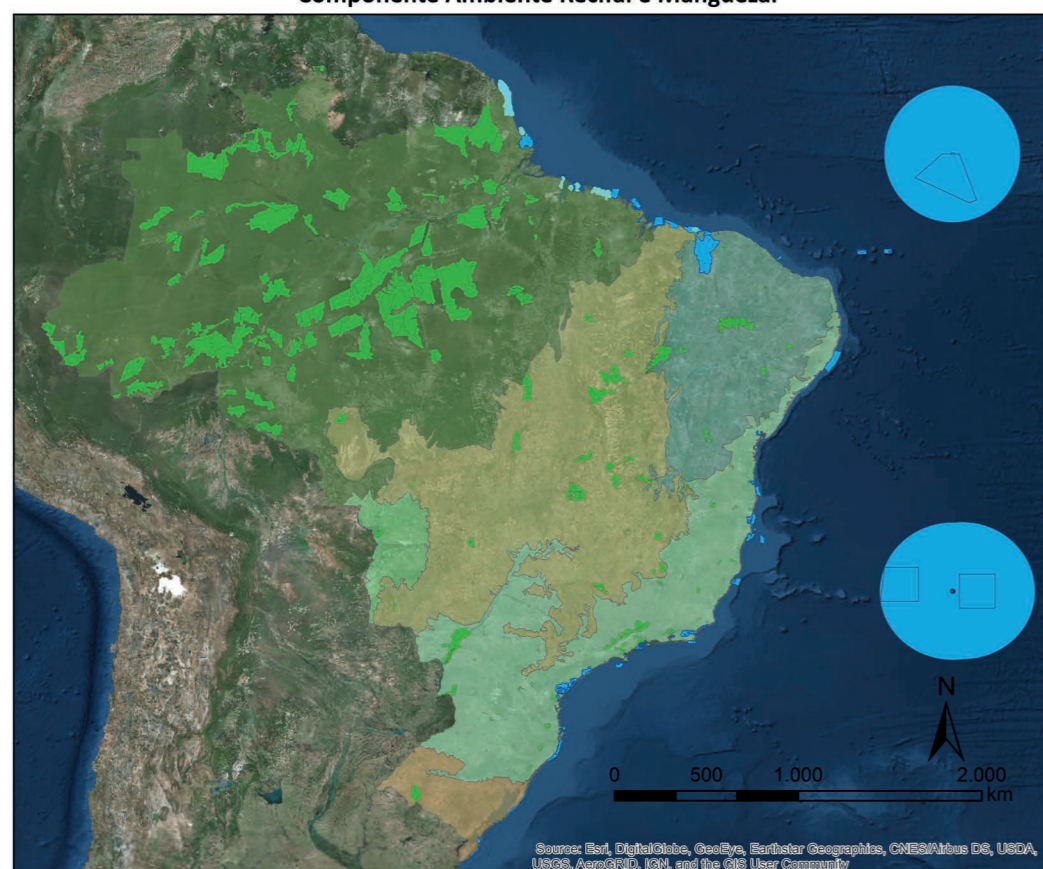 Componente Ambiente Recifal e Manguezal
N
0 500 1.000 2.000
km
Source: Esri, DigitalGlobe, GeoEye, Earthstar Geographics, CNES/Airbus DS, USDA,
USGS, AeroGRID, IGN, and the GIS User Community